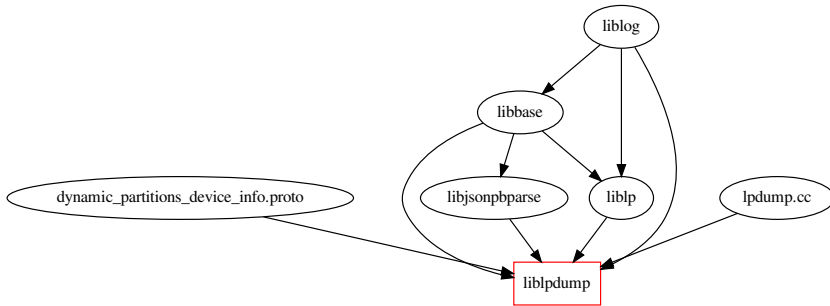 liblog
libbase
dynamic_partitions_device_info.proto
libjsonpbparse
liblp
lpdump.cc
liblpdump